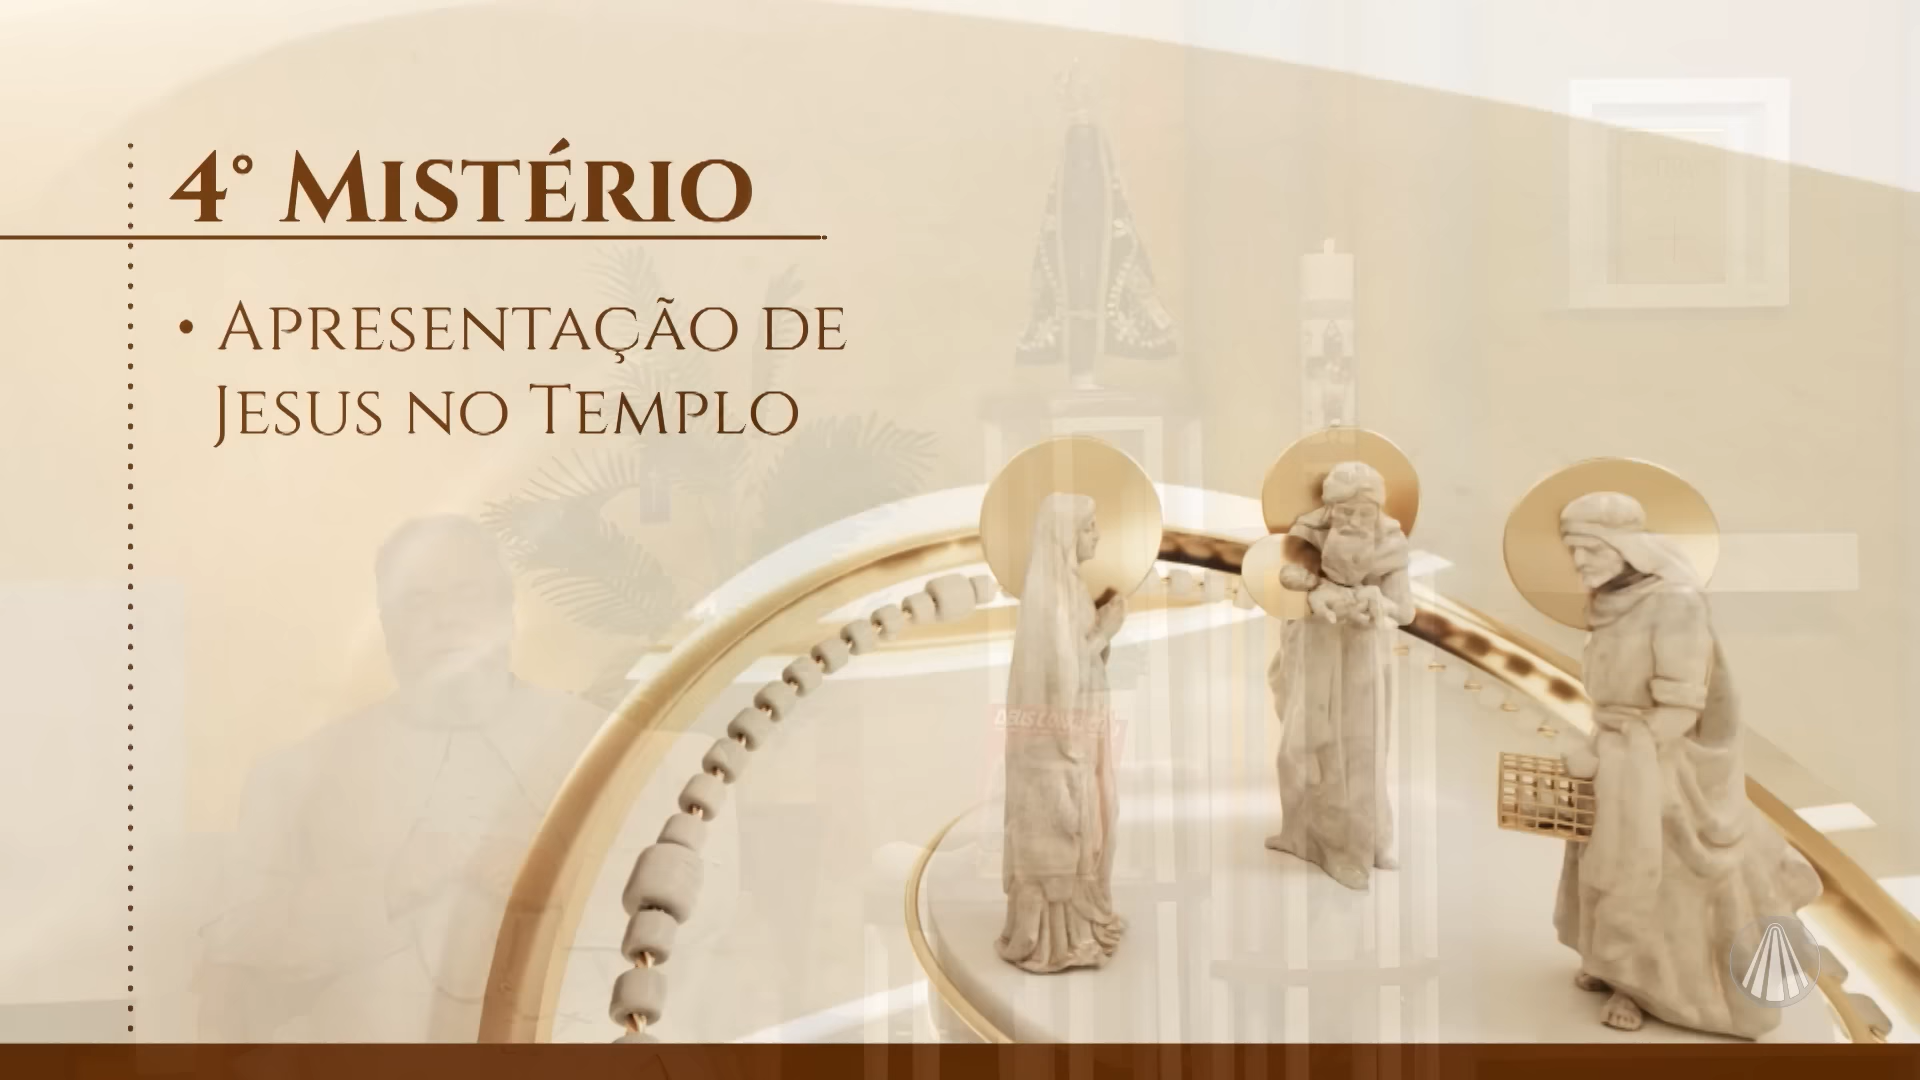 4° Mistério
• Apresentação de
Jesus no Templo